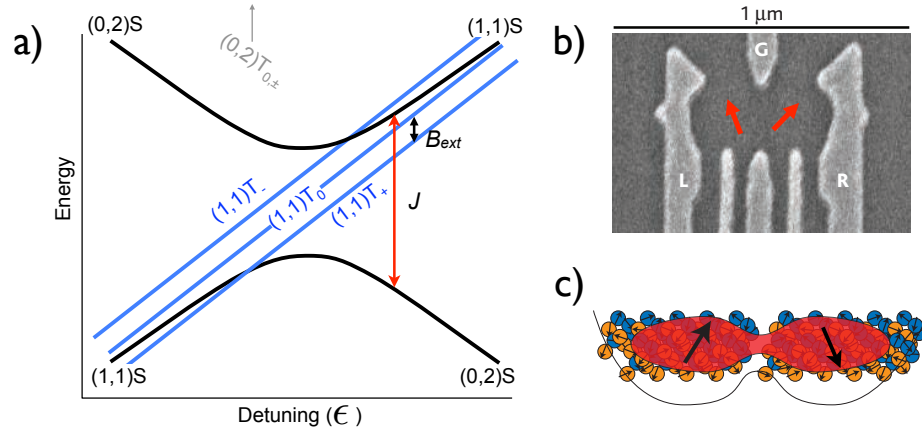 a)
(0,2)S
(0,2)T₀,±
(1,1)S
B_ext
(1,1)T₋
(1,1)T₀
(1,1)T₊
J
Energy
(1,1)S
(0,2)S
Detuning (ϵ)
b)
1 µm
G
L
R
c)